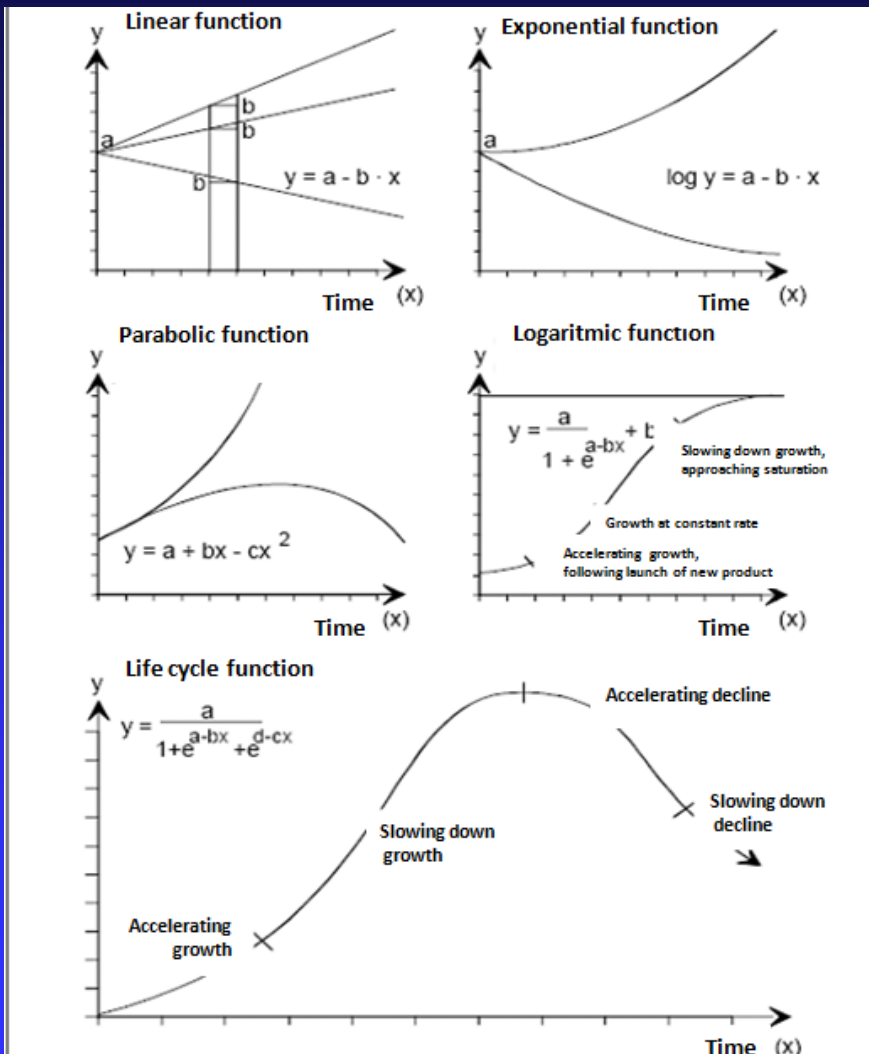 Linear function
y
a
b
b
b
y = a - b · x
Time (x)
Exponential function
y
a
log y = a - b · x
Time (x)
Parabolic function
y
y = a + bx - cx 2
Time (x)
Logaritmic function
y
y = a
1 + e a-bx + b
Slowing down growth,
approaching saturation
Growth at constant rate
Accelerating growth,
following launch of new product
Time (x)
Life cycle function
y
y = a
1+e a-bx +e d-cx
Accelerating decline
Slowing down
decline
Slowing down
growth
Accelerating
growth
Time (x)